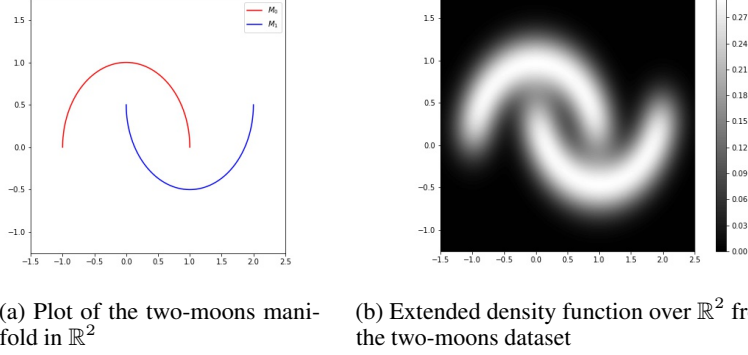 M₀
M₁
1.5
1.0
0.5
0.0
−0.5
−1.0
−1.5 −1.0 −0.5 0.0 0.5 1.0 1.5 2.0 2.5
1.5
1.0
0.5
0.0
−0.5
−1.0
−1.5 −1.0 −0.5 0.0 0.5 1.0 1.5 2.0 2.5
0.27
0.24
0.21
0.18
0.15
0.12
0.09
0.06
0.03
0.00
(a) Plot of the two-moons mani-
fold in ℝ²
(b) Extended density function over ℝ² fr
the two-moons dataset